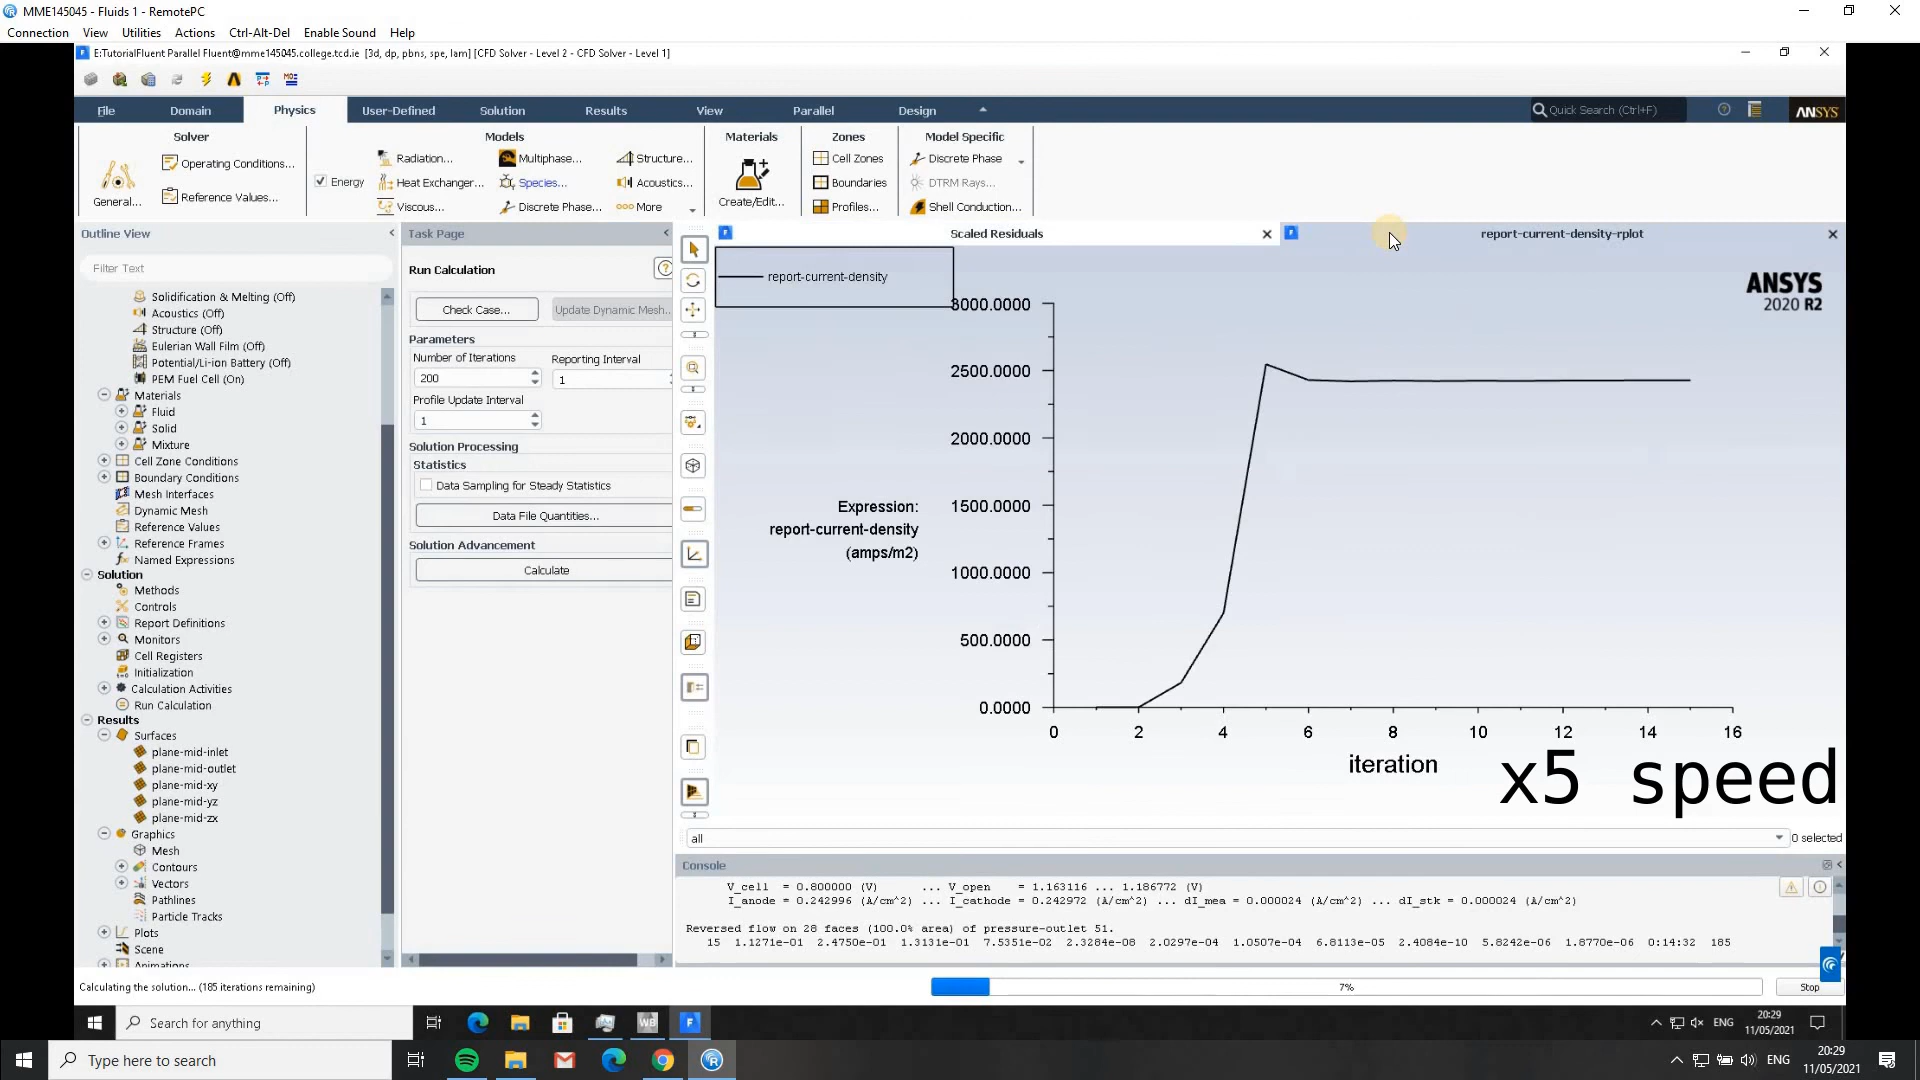 MME145045 - Fluids 1 - RemotePC
Connection View Utilities Actions Ctrl-Alt-Del Enable Sound Help
E:TutorialFluent Parallel Fluent@mme145045.college.tcd.ie [3d, dp, pbns, spe, lam] [CFD Solver - Level 2 - CFD Solver - Level 1]
File Domain Physics User-Defined Solution Results View Parallel Design Quick Search (Ctrl+F) ANSYS
Solver Models Materials Zones Model Specific
General... Operating Conditions... Reference Values...
Energy
Radiation... Multiphase... Structure...
Heat Exchanger... Species... Acoustics...
Viscous... Discrete Phase... More
Create/Edit...
Cell Zones
Boundaries
Profiles...
Discrete Phase
DTRM Rays...
Shell Conduction...
Outline View
Filter Text
Solidification & Melting (Off)
Acoustics (Off)
Structure (Off)
Eulerian Wall Film (Off)
Potential/Li-ion Battery (Off)
PEM Fuel Cell (On)
Materials
Fluid
Solid
Mixture
Cell Zone Conditions
Boundary Conditions
Mesh Interfaces
Dynamic Mesh
Reference Values
Reference Frames
Named Expressions
Solution
Methods
Controls
Report Definitions
Monitors
Cell Registers
Initialization
Calculation Activities
Run Calculation
Results
Surfaces
plane-mid-inlet
plane-mid-outlet
plane-mid-xy
plane-mid-yz
plane-mid-zx
Graphics
Mesh
Contours
Vectors
Pathlines
Particle Tracks
Plots
Scene
Animations
Task Page
Run Calculation
Check Case... Update Dynamic Mesh...
Parameters
Number of Iterations Reporting Interval
200 1
Profile Update Interval
1
Solution Processing
Statistics
Data Sampling for Steady Statistics
Data File Quantities...
Solution Advancement
Calculate
Scaled Residuals report-current-density-rplot
report-current-density
ANSYS
2020 R2
3000.0000
2500.0000
2000.0000
1500.0000
1000.0000
500.0000
0.0000
Expression:
report-current-density
(amps/m2)
0 2 4 6 8 10 12 14 16
iteration
x5 speed
all 0 selected
Console
V_cell = 0.800000 (V) ... V_open = 1.163116 ... 1.186772 (V)
I_anode = 0.242996 (A/cm^2) ... I_cathode = 0.242972 (A/cm^2) ... dI_mea = 0.000024 (A/cm^2) ... dI_stk = 0.000024 (A/cm^2)
Reversed flow on 28 faces (100.0% area) of pressure-outlet 51.
15 1.1271e-01 2.4750e-01 1.3131e-01 7.5351e-02 2.3284e-08 2.0297e-04 1.0507e-04 6.8113e-05 2.4084e-10 5.8242e-06 1.8770e-06 0:14:32 185
Calculating the solution... (185 iterations remaining) 7% Stop
Search for anything WB F ENG 20:29
11/05/2021
Type here to search ENG 20:29
11/05/2021